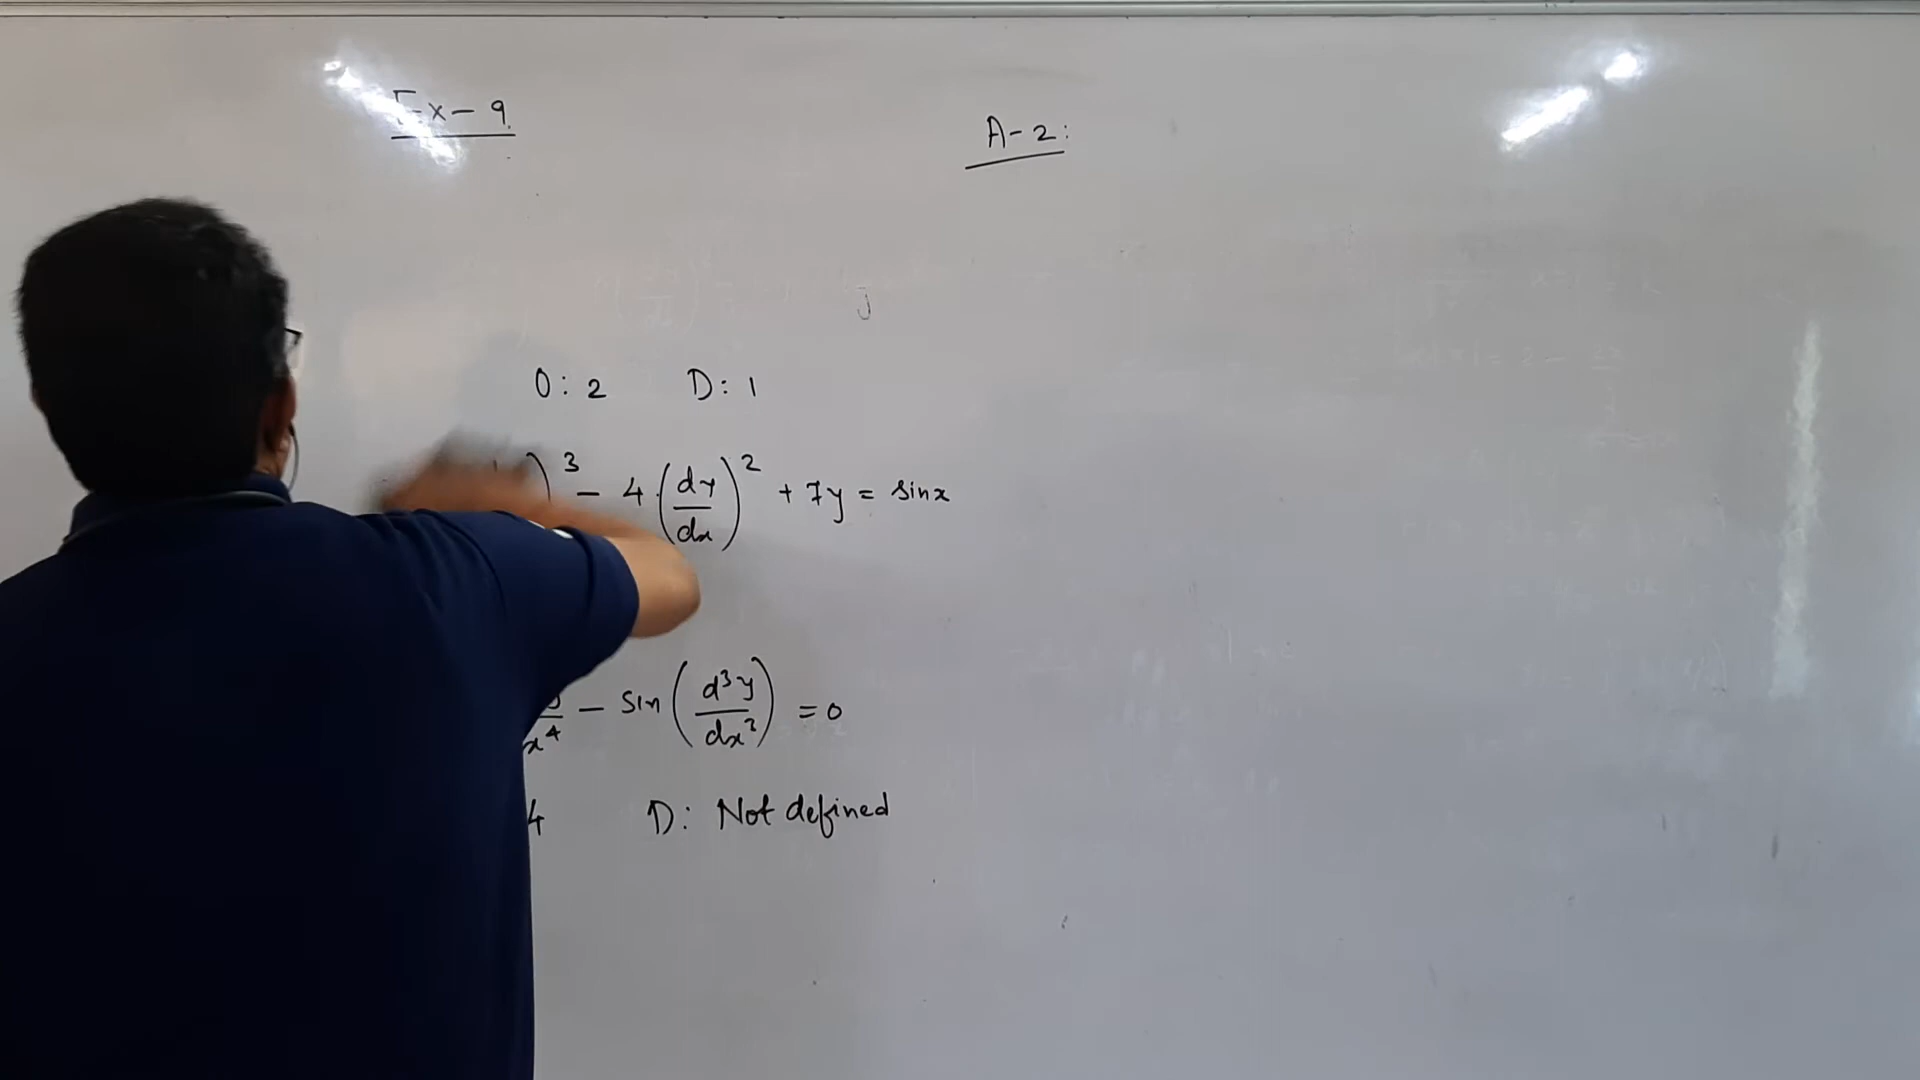 Ex - 9.
A - 2:
O: 2 D: 1
)³ - 4 (dy/dx)² + 7y = sinx
x⁴ - sin (d³y/dx³) = 0
4 D: Not defined